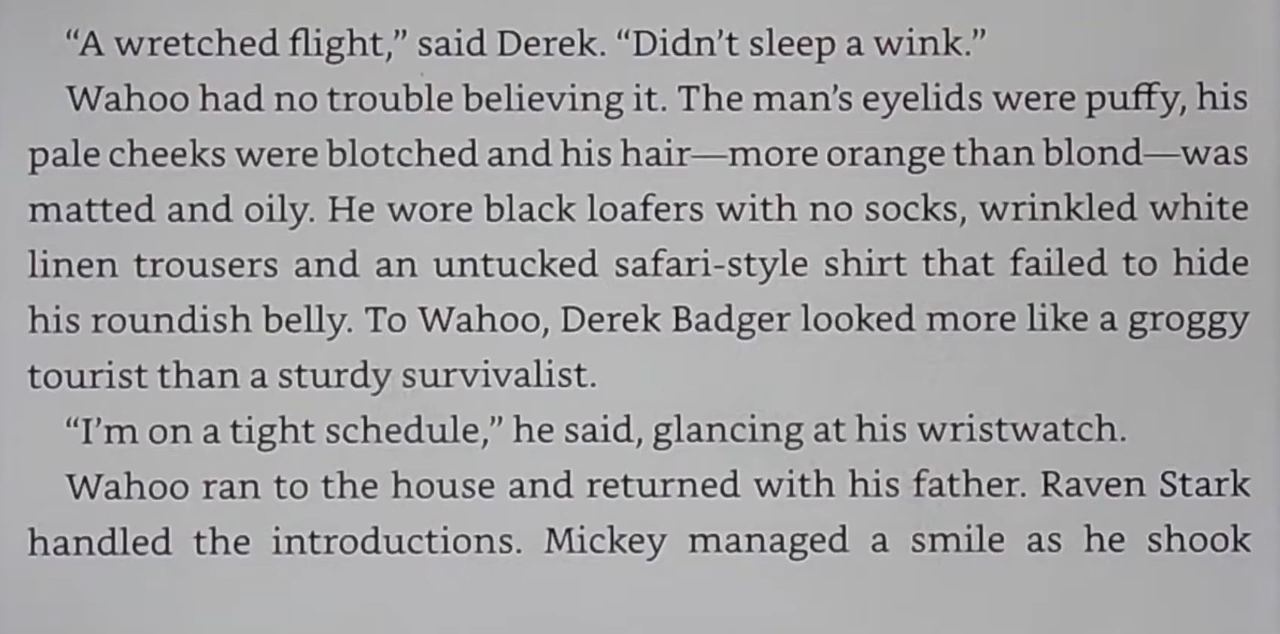 “A wretched flight,” said Derek. “Didn’t sleep a wink.”
Wahoo had no trouble believing it. The man’s eyelids were puffy, his
pale cheeks were blotched and his hair—more orange than blond—was
matted and oily. He wore black loafers with no socks, wrinkled white
linen trousers and an untucked safari-style shirt that failed to hide
his roundish belly. To Wahoo, Derek Badger looked more like a groggy
tourist than a sturdy survivalist.
“I’m on a tight schedule,” he said, glancing at his wristwatch.
Wahoo ran to the house and returned with his father. Raven Stark
handled the introductions. Mickey managed a smile as he shook